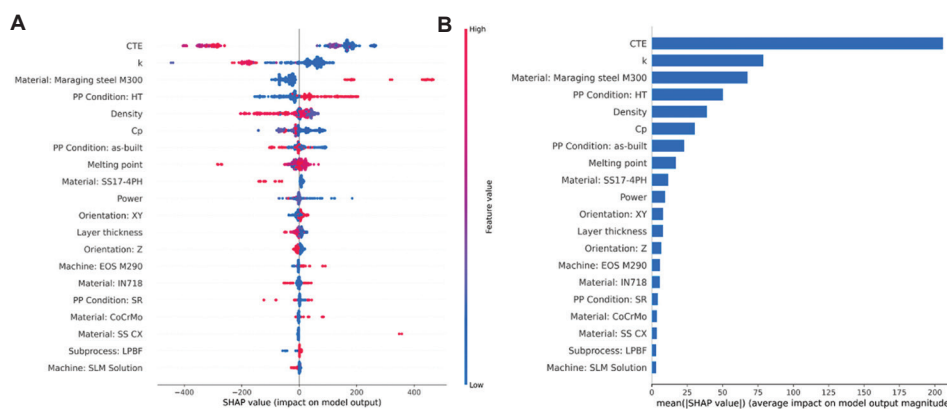 A
CTE
k
Material: Maraging steel M300
PP Condition: HT
Density
Cp
PP Condition: as-built
Melting point
Material: SS17-4PH
Power
Orientation: XY
Layer thickness
Orientation: Z
Machine: EOS M290
Material: IN718
PP Condition: SR
Material: CoCrMo
Material: SS CX
Subprocess: LPBF
Machine: SLM Solution
−400 −200 0 200 400
SHAP value (impact on model output)
High
Feature value
Low
B
CTE
k
Material: Maraging steel M300
PP Condition: HT
Density
Cp
PP Condition: as-built
Melting point
Material: SS17-4PH
Power
Orientation: XY
Layer thickness
Orientation: Z
Machine: EOS M290
Material: IN718
PP Condition: SR
Material: CoCrMo
Material: SS CX
Subprocess: LPBF
Machine: SLM Solution
0 25 50 75 100 125 150 175 200
mean(|SHAP value|) (average impact on model output magnitude